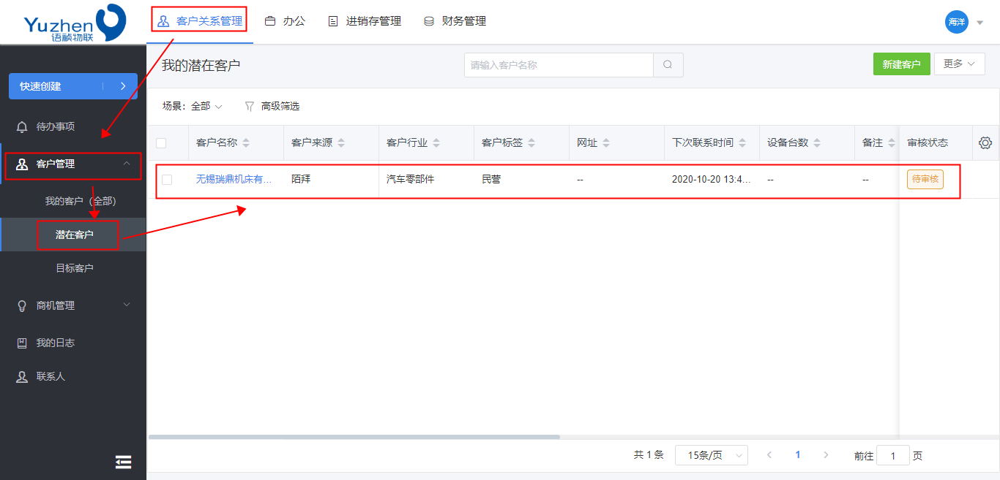 Yuzhen
语祯物联
客户关系管理
办公
进销存管理
财务管理
海洋
快速创建
待办事项
客户管理
我的客户（全部）
潜在客户
目标客户
商机管理
我的日志
联系人
我的潜在客户
请输入客户名称
新建客户
更多
场景: 全部
高级筛选
客户名称 客户来源 客户行业 客户标签 网址 下次联系时间 设备台数 备注 审核状态
无锡瑞鼎机床有... 陌拜 汽车零部件 民营 -- 2020-10-20 13:4... -- -- 待审核
共 1 条 15条/页 1 前往 1 页